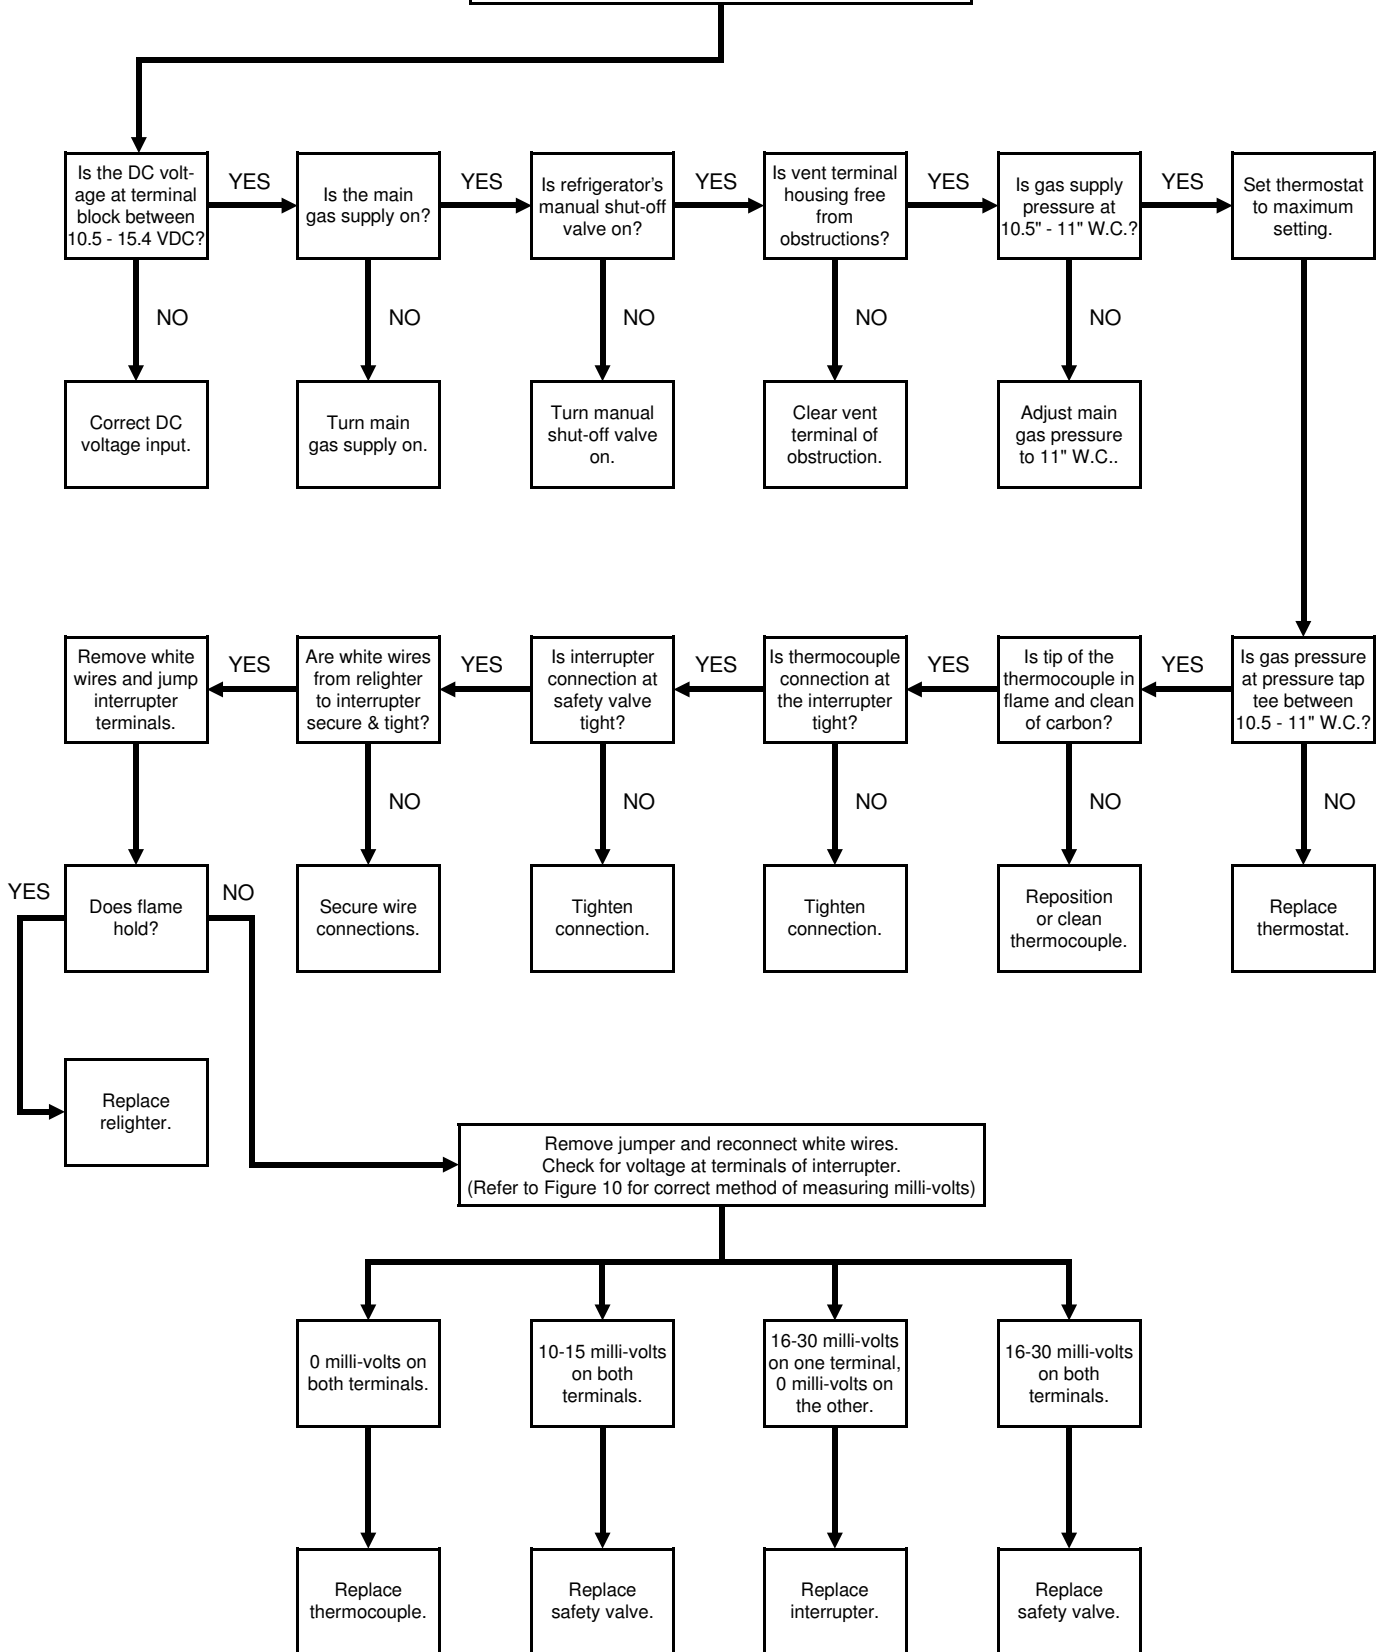 Is the DC volt-
age at terminal
block between
10.5 - 15.4 VDC?
YES
Is the main
gas supply on?
YES
Is refrigerator's
manual shut-off
valve on?
YES
Is vent terminal
housing free
from
obstructions?
YES
Is gas supply
pressure at
10.5" - 11" W.C.?
YES
Set thermostat
to maximum
setting.
NO
NO
NO
NO
NO
Correct DC
voltage input.
Turn main
gas supply on.
Turn manual
shut-off valve
on.
Clear vent
terminal of
obstruction.
Adjust main
gas pressure
to 11" W.C..
Remove white
wires and jump
interrupter
terminals.
YES
Are white wires
from relighter
to interrupter
secure & tight?
YES
Is interrupter
connection at
safety valve
tight?
YES
Is thermocouple
connection at
the interrupter
tight?
YES
Is tip of the
thermocouple in
flame and clean
of carbon?
YES
Is gas pressure
at pressure tap
tee between
10.5 - 11" W.C.?
NO
NO
NO
NO
NO
YES
Does flame
hold?
NO
Secure wire
connections.
Tighten
connection.
Tighten
connection.
Reposition
or clean
thermocouple.
Replace
thermostat.
Replace
relighter.
Remove jumper and reconnect white wires.
Check for voltage at terminals of interrupter.
(Refer to Figure 10 for correct method of measuring milli-volts)
0 milli-volts on
both terminals.
10-15 milli-volts
on both
terminals.
16-30 milli-volts
on one terminal,
0 milli-volts on
the other.
16-30 milli-volts
on both
terminals.
Replace
thermocouple.
Replace
safety valve.
Replace
interrupter.
Replace
safety valve.